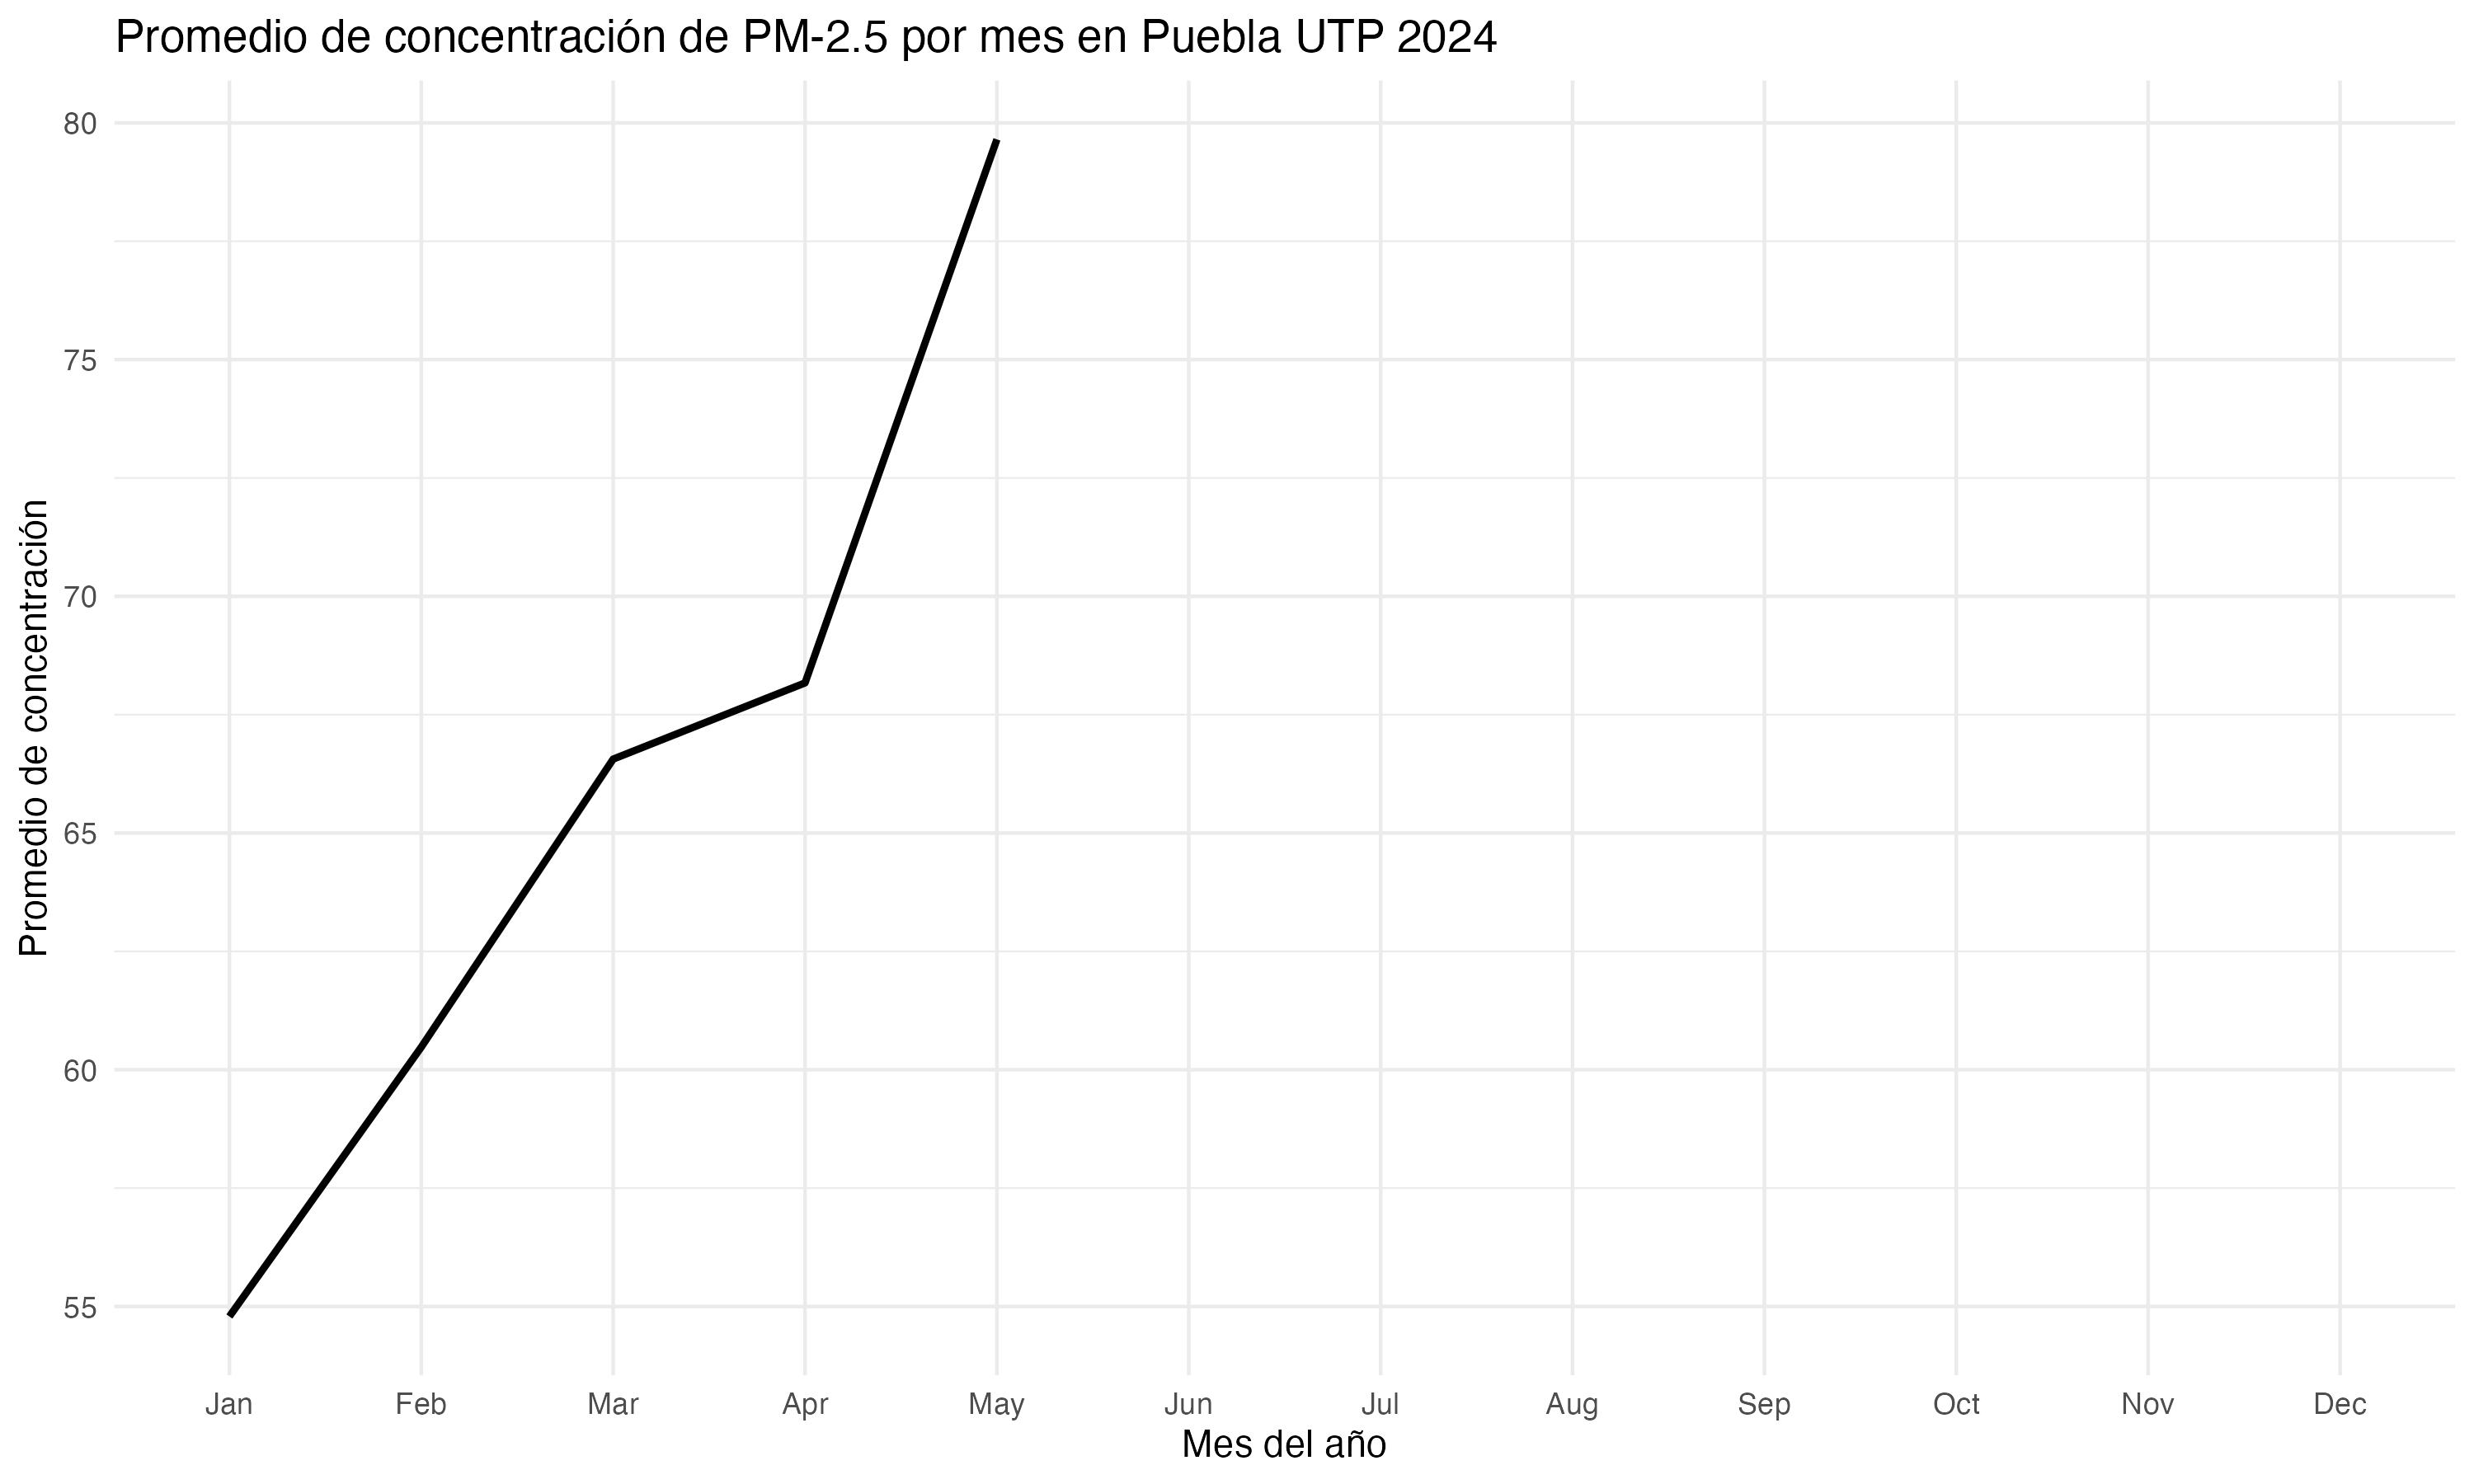 Promedio de concentración de PM-2.5 por mes en Puebla UTP 2024
Promedio de concentración
80
75
70
65
60
55
Jan Feb Mar Apr May Jun Jul Aug Sep Oct Nov Dec
Mes del año